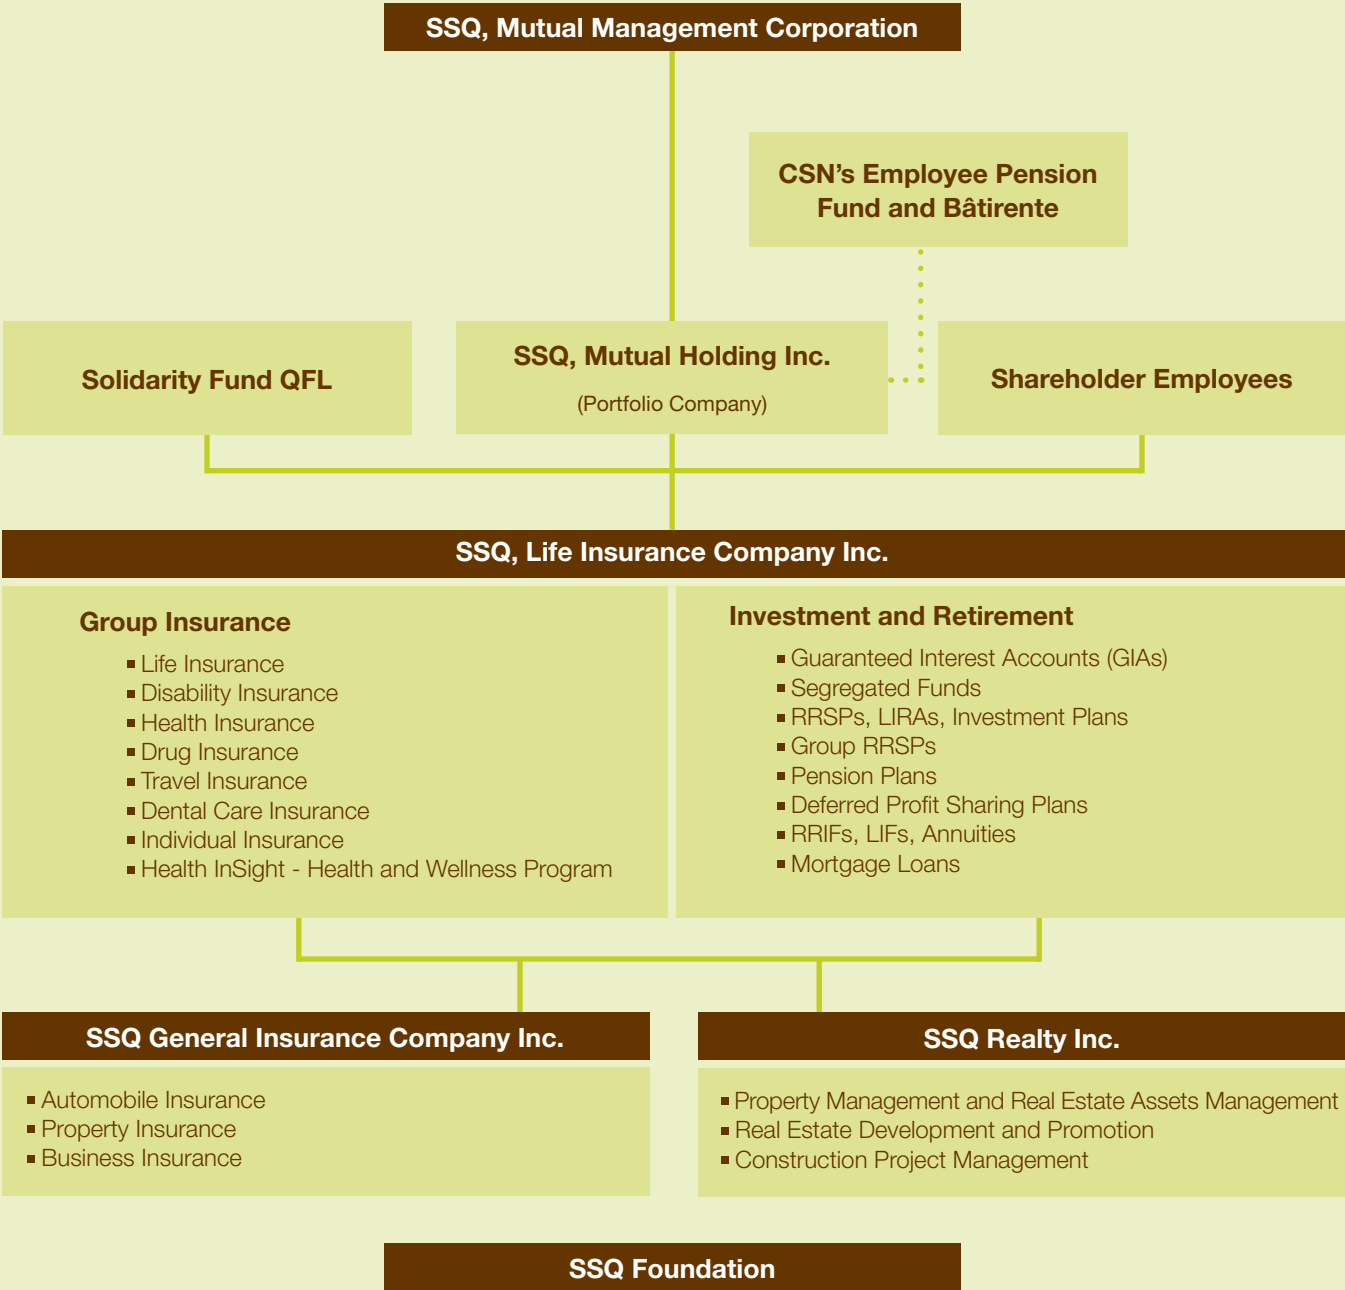 SSQ, Mutual Management Corporation
CSN's Employee Pension
Fund and Bâtirente
Solidarity Fund QFL
SSQ, Mutual Holding Inc.
(Portfolio Company)
Shareholder Employees
SSQ, Life Insurance Company Inc.
Group Insurance
▪ Life Insurance
▪ Disability Insurance
▪ Health Insurance
▪ Drug Insurance
▪ Travel Insurance
▪ Dental Care Insurance
▪ Individual Insurance
▪ Health InSight - Health and Wellness Program
Investment and Retirement
▪ Guaranteed Interest Accounts (GIAs)
▪ Segregated Funds
▪ RRSPs, LIRAs, Investment Plans
▪ Group RRSPs
▪ Pension Plans
▪ Deferred Profit Sharing Plans
▪ RRIFs, LIFs, Annuities
▪ Mortgage Loans
SSQ General Insurance Company Inc.
▪ Automobile Insurance
▪ Property Insurance
▪ Business Insurance
SSQ Realty Inc.
▪ Property Management and Real Estate Assets Management
▪ Real Estate Development and Promotion
▪ Construction Project Management
SSQ Foundation